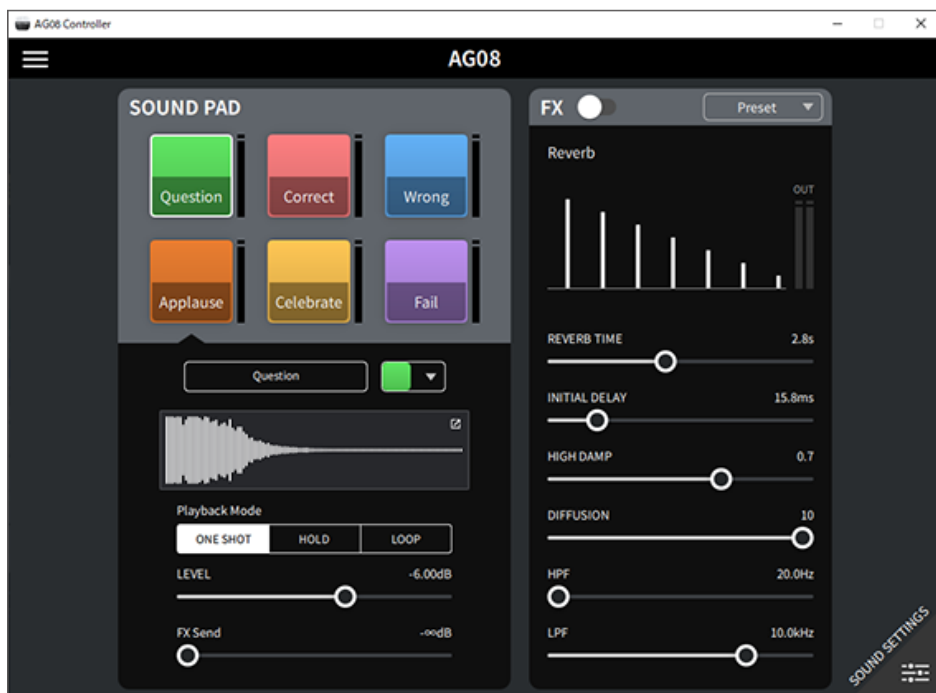 AG08 Controller
AG08
SOUND PAD
Question
Correct
Wrong
Applause
Celebrate
Fail
Question
Playback Mode
ONE SHOT
HOLD
LOOP
LEVEL
-6.00dB
FX Send
-∞dB
FX
Preset
Reverb
OUT
REVERB TIME
2.8s
INITIAL DELAY
15.8ms
HIGH DAMP
0.7
DIFFUSION
10
HPF
20.0Hz
LPF
10.0kHz
SOUND SETTINGS